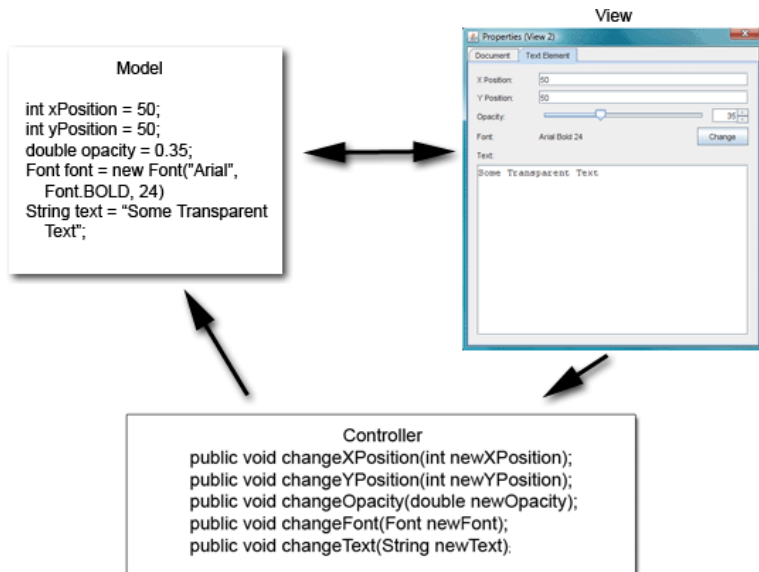 Model
int xPosition = 50;
int yPosition = 50;
double opacity = 0.35;
Font font = new Font("Arial",
Font.BOLD, 24)
String text = “Some Transparent
Text”;
View
Properties (View 2)
Document Text Element
X Position: 50
Y Position: 50
Opacity: 35
Font: Arial Bold 24 Change
Text:
Some Transparent Text
Controller
public void changeXPosition(int newXPosition);
public void changeYPosition(int newYPosition);
public void changeOpacity(double newOpacity);
public void changeFont(Font newFont);
public void changeText(String newText);